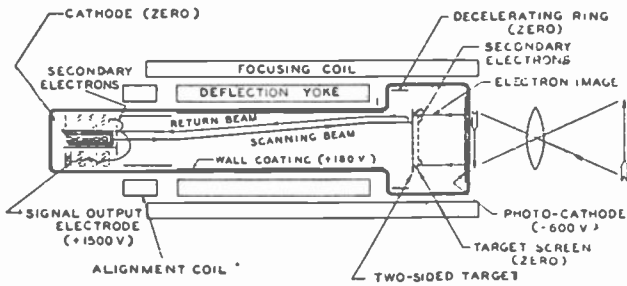 CATHODE (ZERO)
DECELERATING RING
(ZERO)
SECONDARY
ELECTRONS
FOCUSING COIL
ELECTRON IMAGE
SECONDARY
ELECTRONS
DEFLECTION YOKE
RETURN BEAM
SCANNING BEAM
WALL COATING (+180 V)
SIGNAL OUTPUT
ELECTRODE
(+1500 V)
PHOTO-CATHODE
(-600 V)
TARGET SCREEN
(ZERO)
ALIGNMENT COIL
TWO-SIDED TARGET